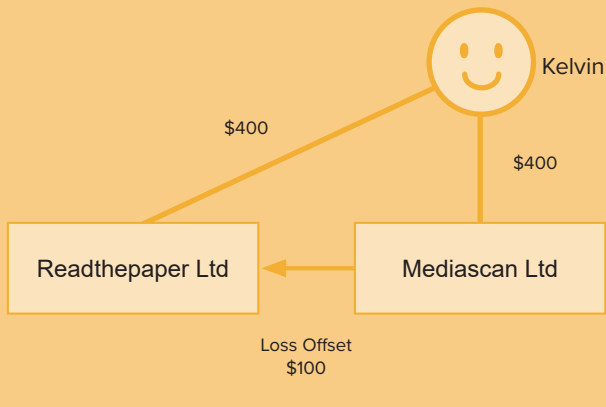 Kelvin
$400
$400
Readthepaper Ltd
Mediascan Ltd
Loss Offset
$100